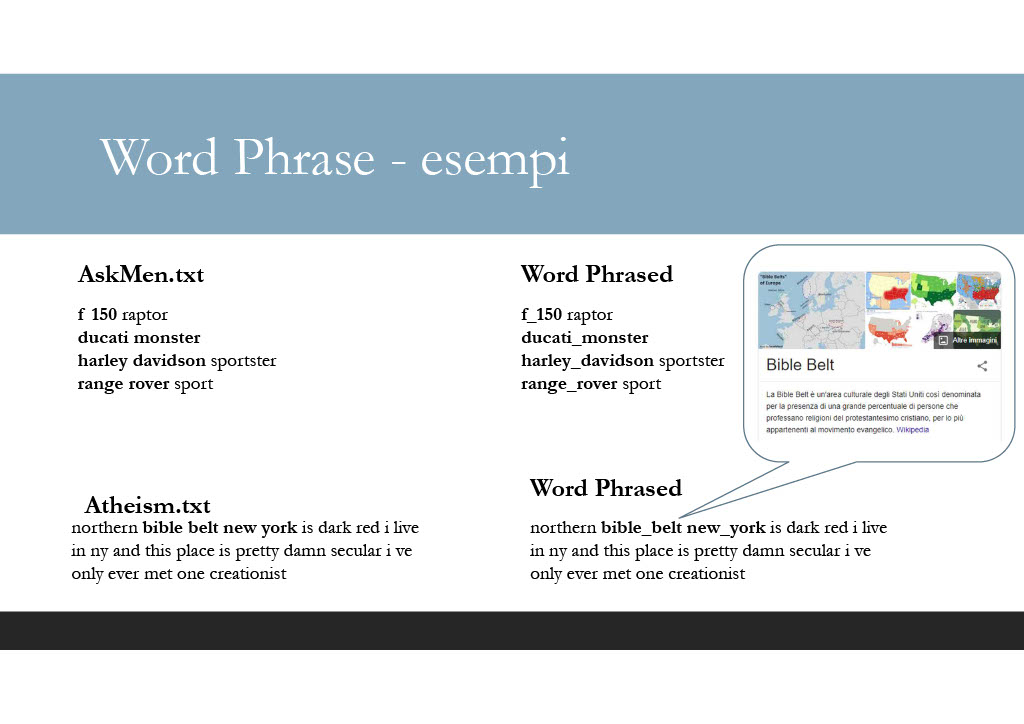 Word Phrase - esempi
AskMen.txt
f 150 raptor
ducati monster
harley davidson sportster
range rover sport
Word Phrased
f_150 raptor
ducati_monster
harley_davidson sportster
range_rover sport
"Bible Belts"
of Europe
Altre immagini
Bible Belt
La Bible Belt è un'area culturale degli Stati Uniti così denominata
per la presenza di una grande percentuale di persone che
professano religioni del protestantesimo cristiano, per lo più
appartenenti al movimento evangelico. Wikipedia
Atheism.txt
northern bible belt new york is dark red i live
in ny and this place is pretty damn secular i ve
only ever met one creationist
Word Phrased
northern bible_belt new_york is dark red i live
in ny and this place is pretty damn secular i ve
only ever met one creationist